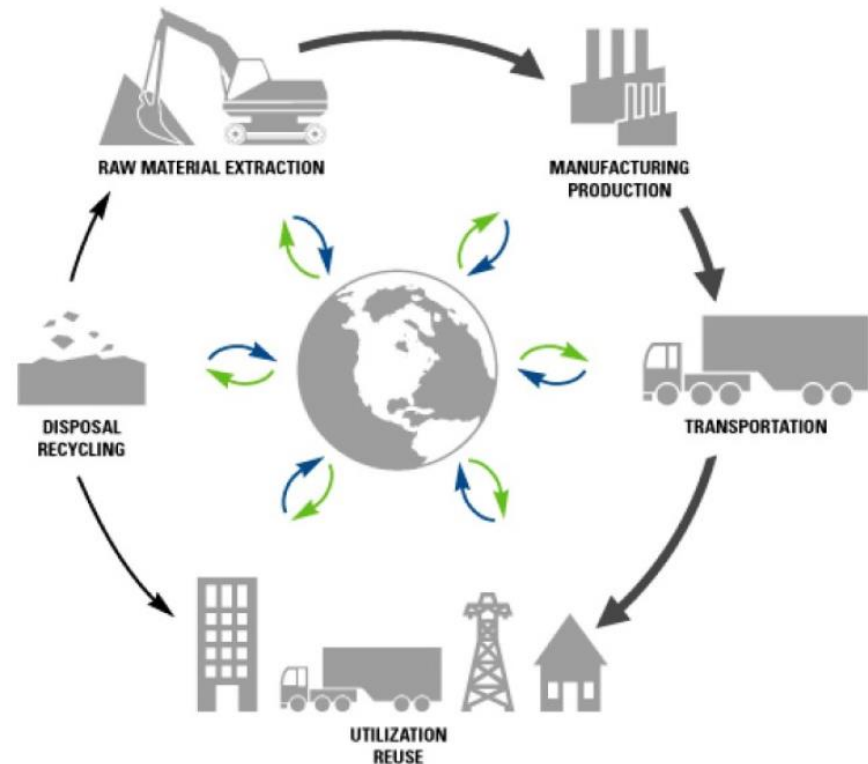 RAW MATERIAL EXTRACTION
MANUFACTURING
PRODUCTION
DISPOSAL
RECYCLING
TRANSPORTATION
UTILIZATION
REUSE